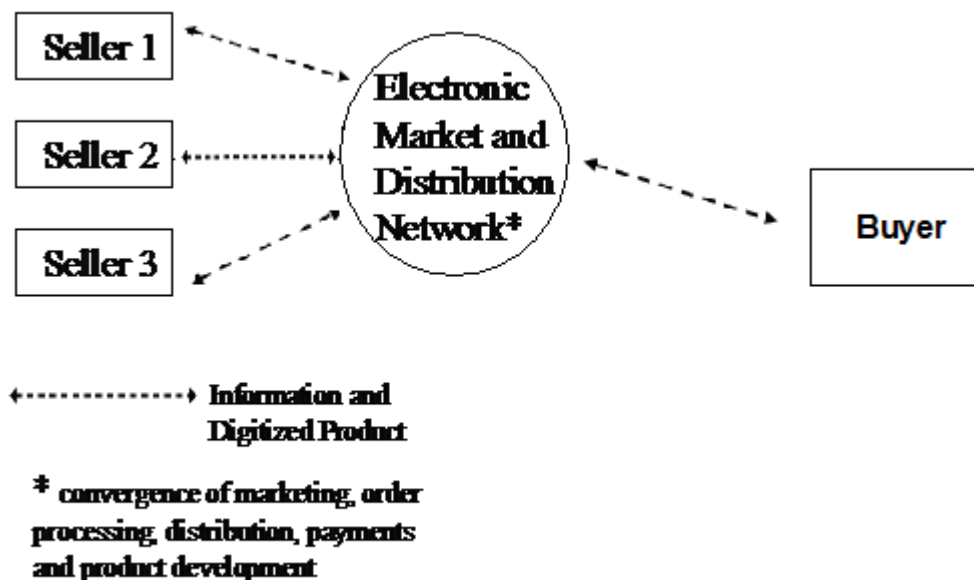 Seller 1
Seller 2
Seller 3
Electronic
Market and
Distribution
Network*
Buyer
Information and
Digitized Product
* convergence of marketing, order
processing, distribution, payments
and product development